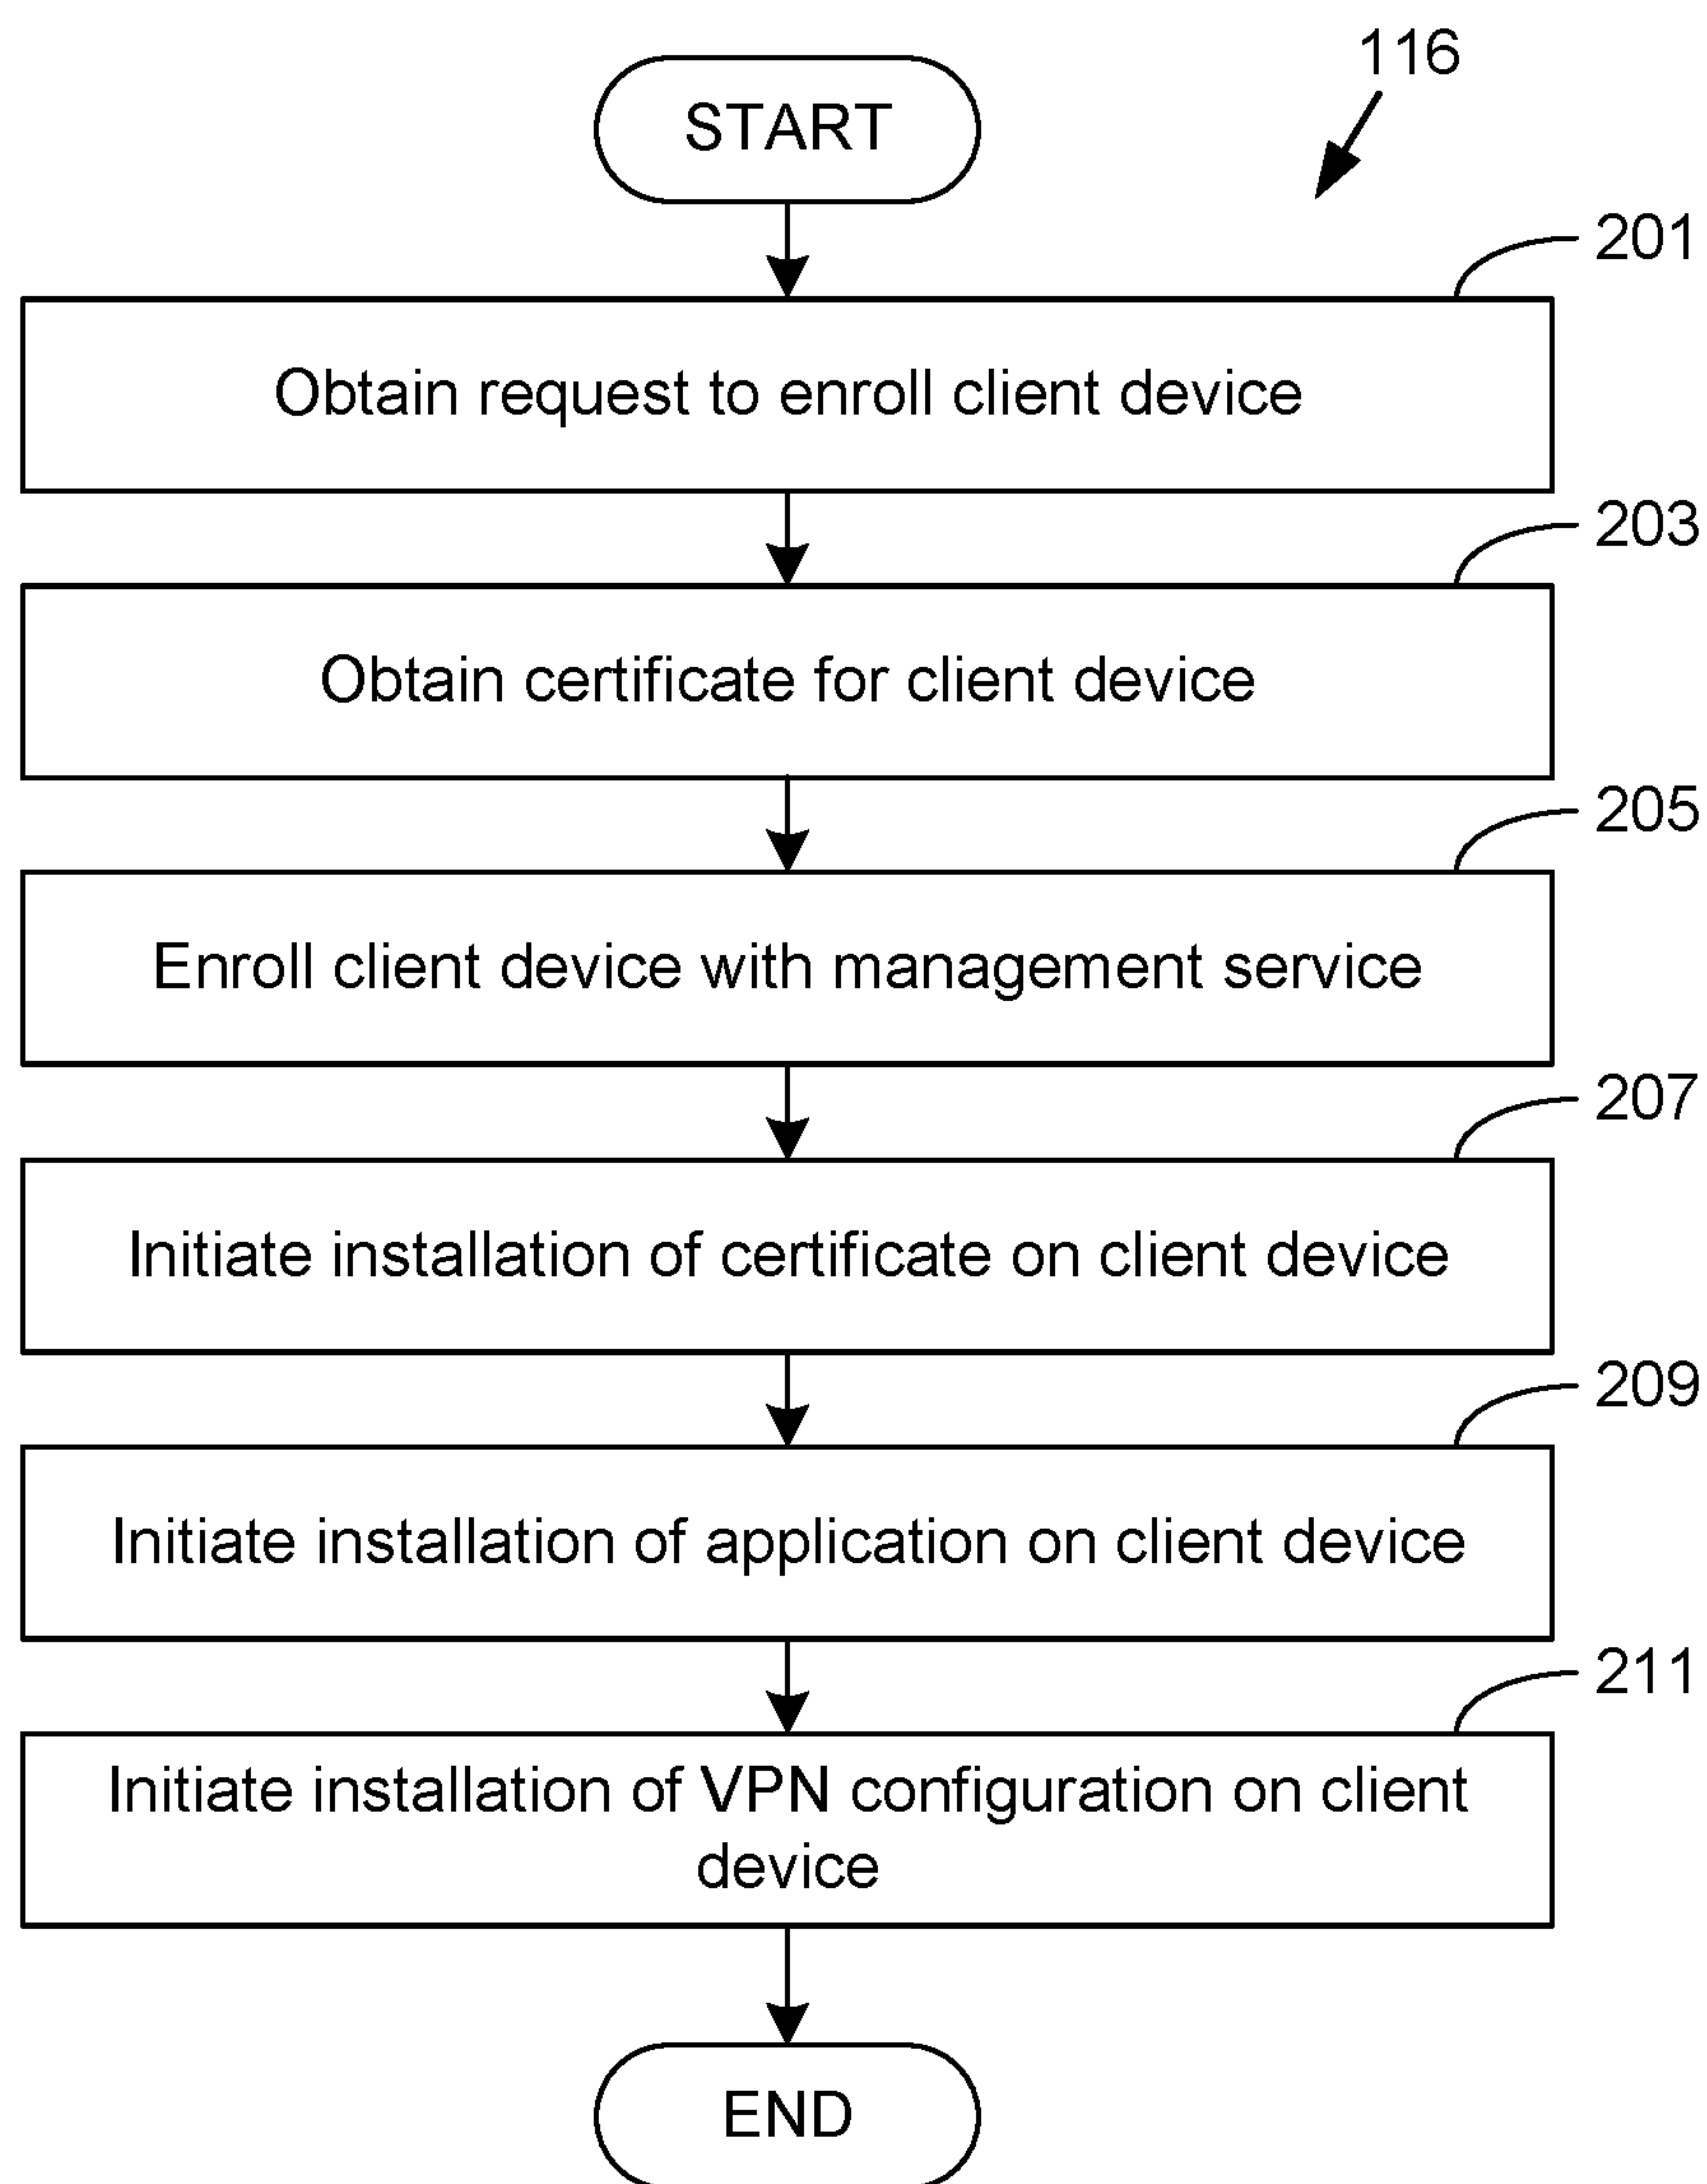 116
START
201
Obtain request to enroll client device
203
Obtain certificate for client device
205
Enroll client device with management service
207
Initiate installation of certificate on client device
209
Initiate installation of application on client device
211
Initiate installation of VPN configuration on client
device
END